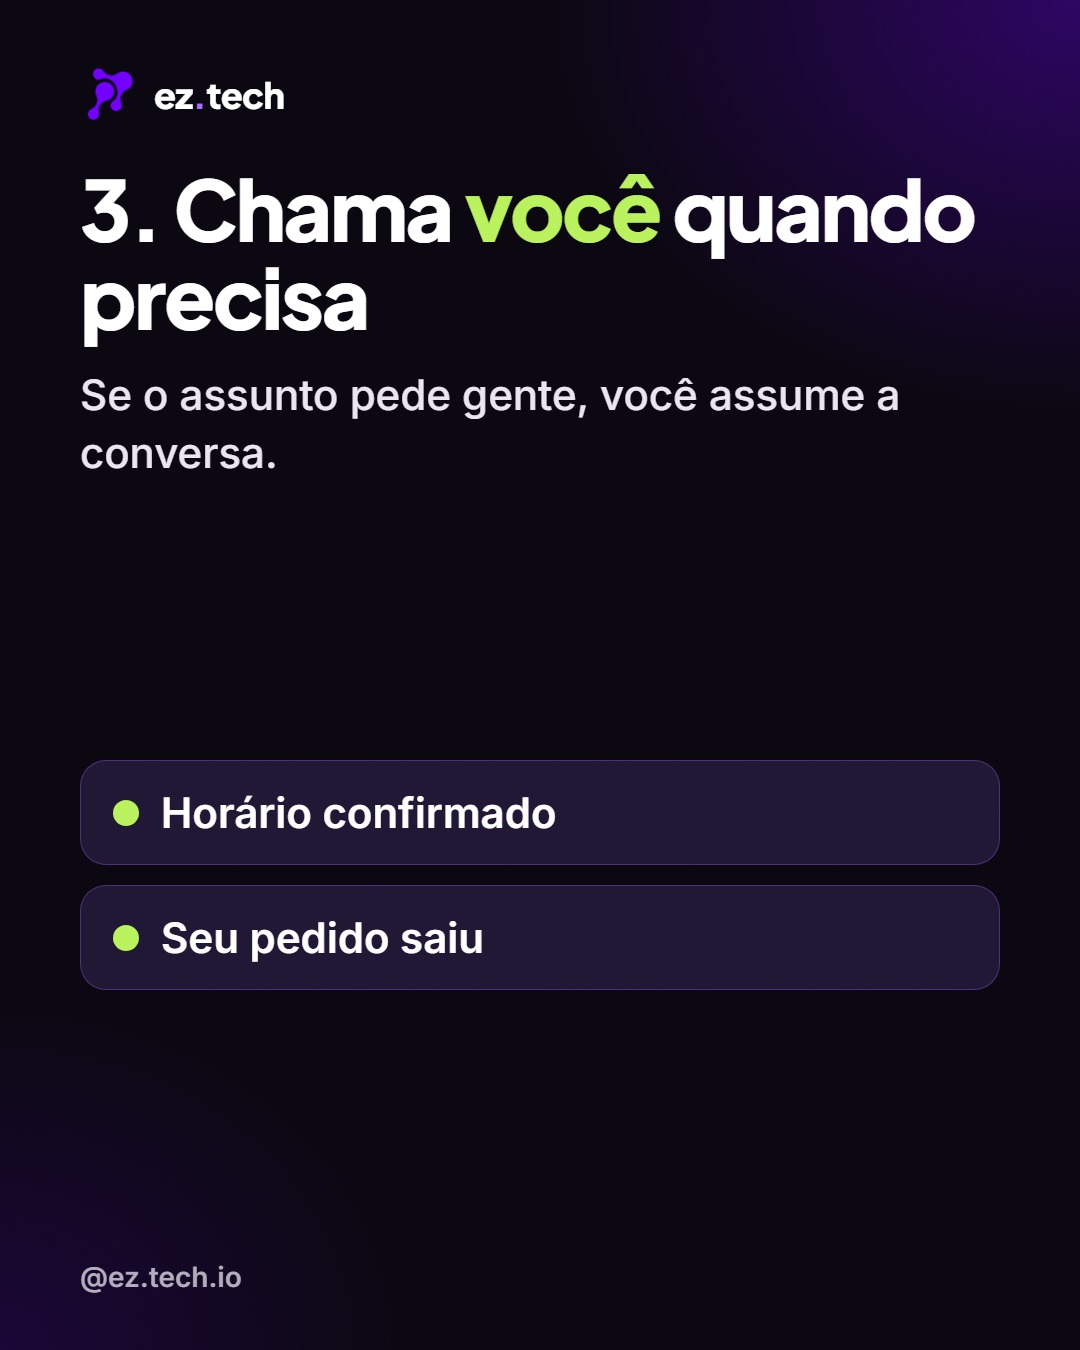 ez.tech
3. Chama você quando
precisa
Se o assunto pede gente, você assume a
conversa.
Horário confirmado
Seu pedido saiu
@ez.tech.io